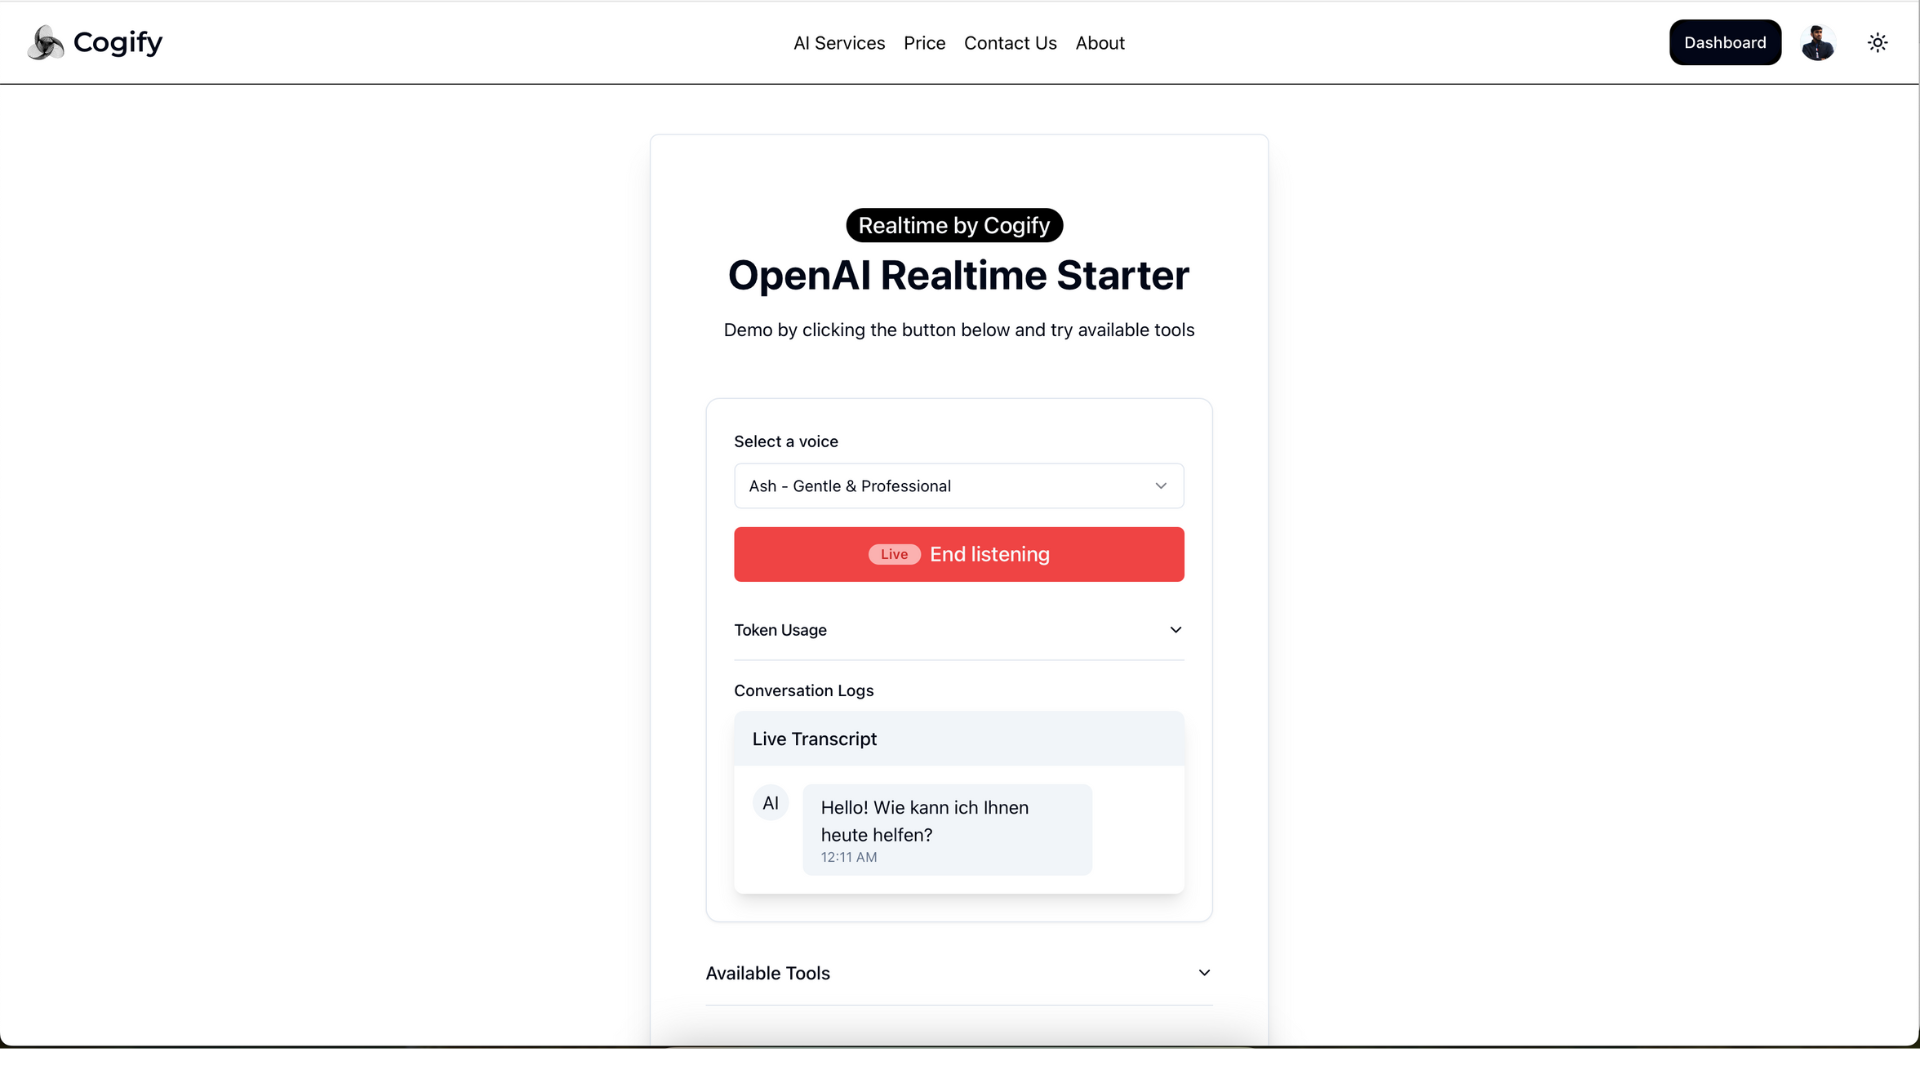 Cogify
AI Services Price Contact Us About
Dashboard
Realtime by Cogify
OpenAI Realtime Starter
Demo by clicking the button below and try available tools
Select a voice
Ash - Gentle & Professional
Live End listening
Token Usage
Conversation Logs
Live Transcript
AI
Hello! Wie kann ich Ihnen
heute helfen?
12:11 AM
Available Tools